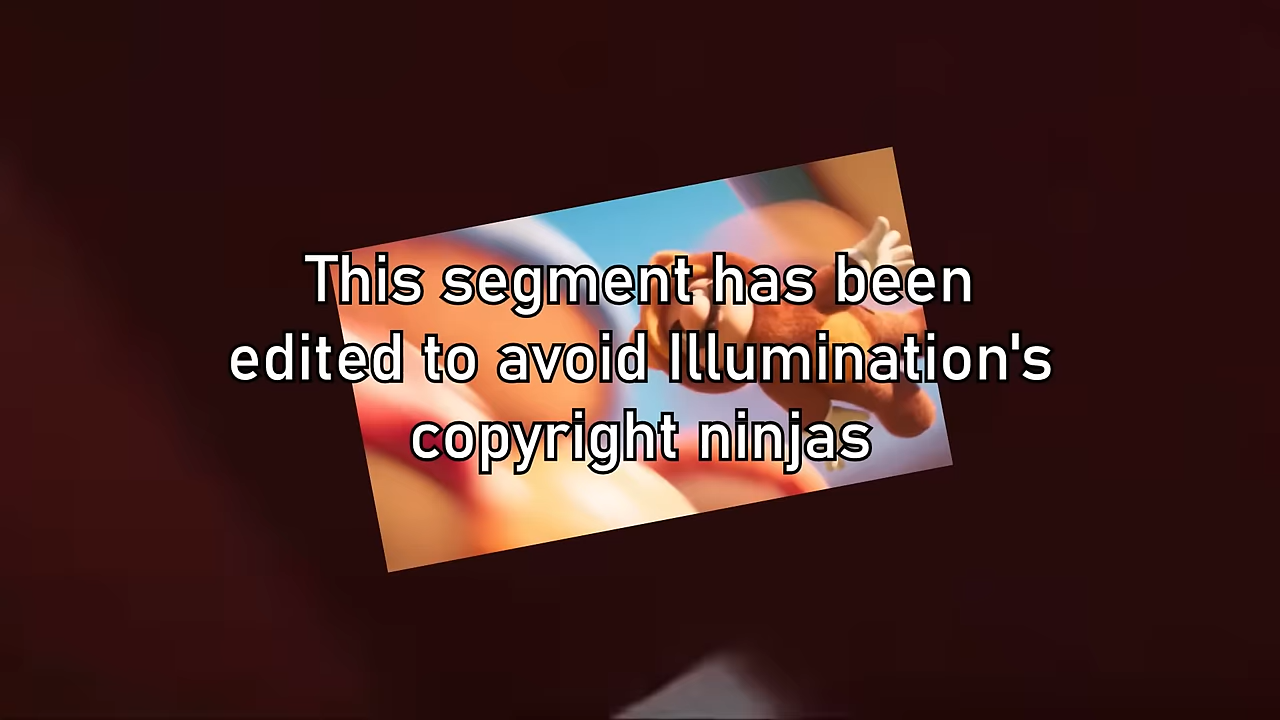 This segment has been
edited to avoid Illumination's
copyright ninjas